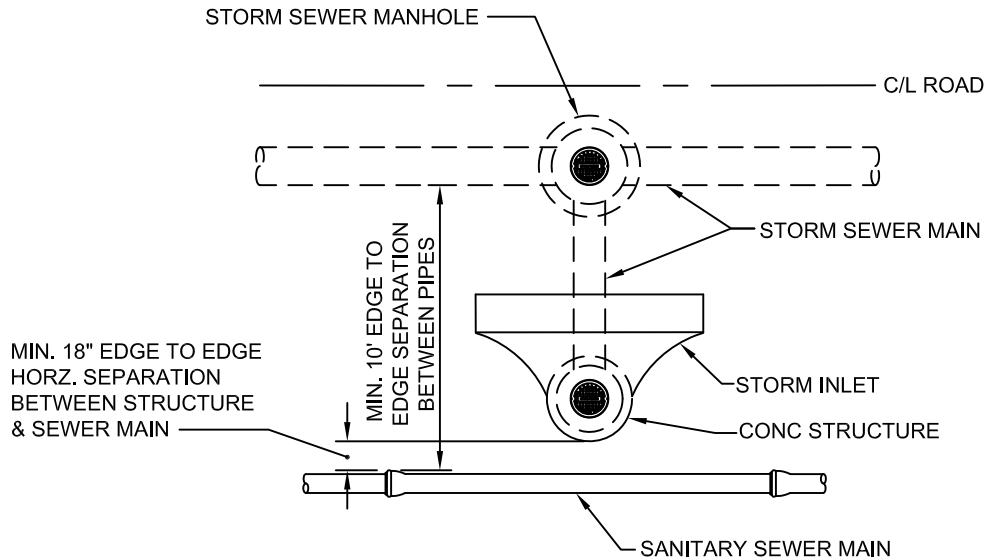 STORM SEWER MANHOLE
C/L ROAD
STORM SEWER MAIN
MIN. 10' EDGE TO
EDGE SEPARATION
BETWEEN PIPES
MIN. 18" EDGE TO EDGE
HORZ. SEPARATION
BETWEEN STRUCTURE
& SEWER MAIN
STORM INLET
CONC STRUCTURE
SANITARY SEWER MAIN